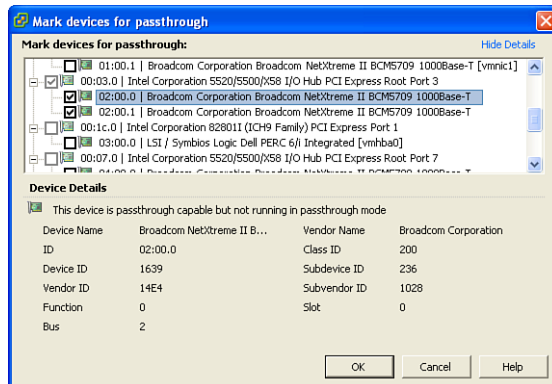 Mark devices for passthrough
Mark devices for passthrough: Hide Details
01:00.1 | Broadcom Corporation Broadcom NetXtreme II BCM5709 1000Base-T [vmnic1]
00:03.0 | Intel Corporation 5520/5500/X58 I/O Hub PCI Express Root Port 3
02:00.0 | Broadcom Corporation Broadcom NetXtreme II BCM5709 1000Base-T
02:00.1 | Broadcom Corporation Broadcom NetXtreme II BCM5709 1000Base-T
00:1c.0 | Intel Corporation 82801I (ICH9 Family) PCI Express Port 1
03:00.0 | LSI / Symbios Logic Dell PERC 6/i Integrated [vmhba0]
00:07.0 | Intel Corporation 5520/5500/X58 I/O Hub PCI Express Root Port 7
Device Details
This device is passthrough capable but not running in passthrough mode
Device Name Broadcom NetXtreme II B... Vendor Name Broadcom Corporation
ID 02:00.0 Class ID 200
Device ID 1639 Subdevice ID 236
Vendor ID 14E4 Subvendor ID 1028
Function 0 Slot 0
Bus 2
OK Cancel Help